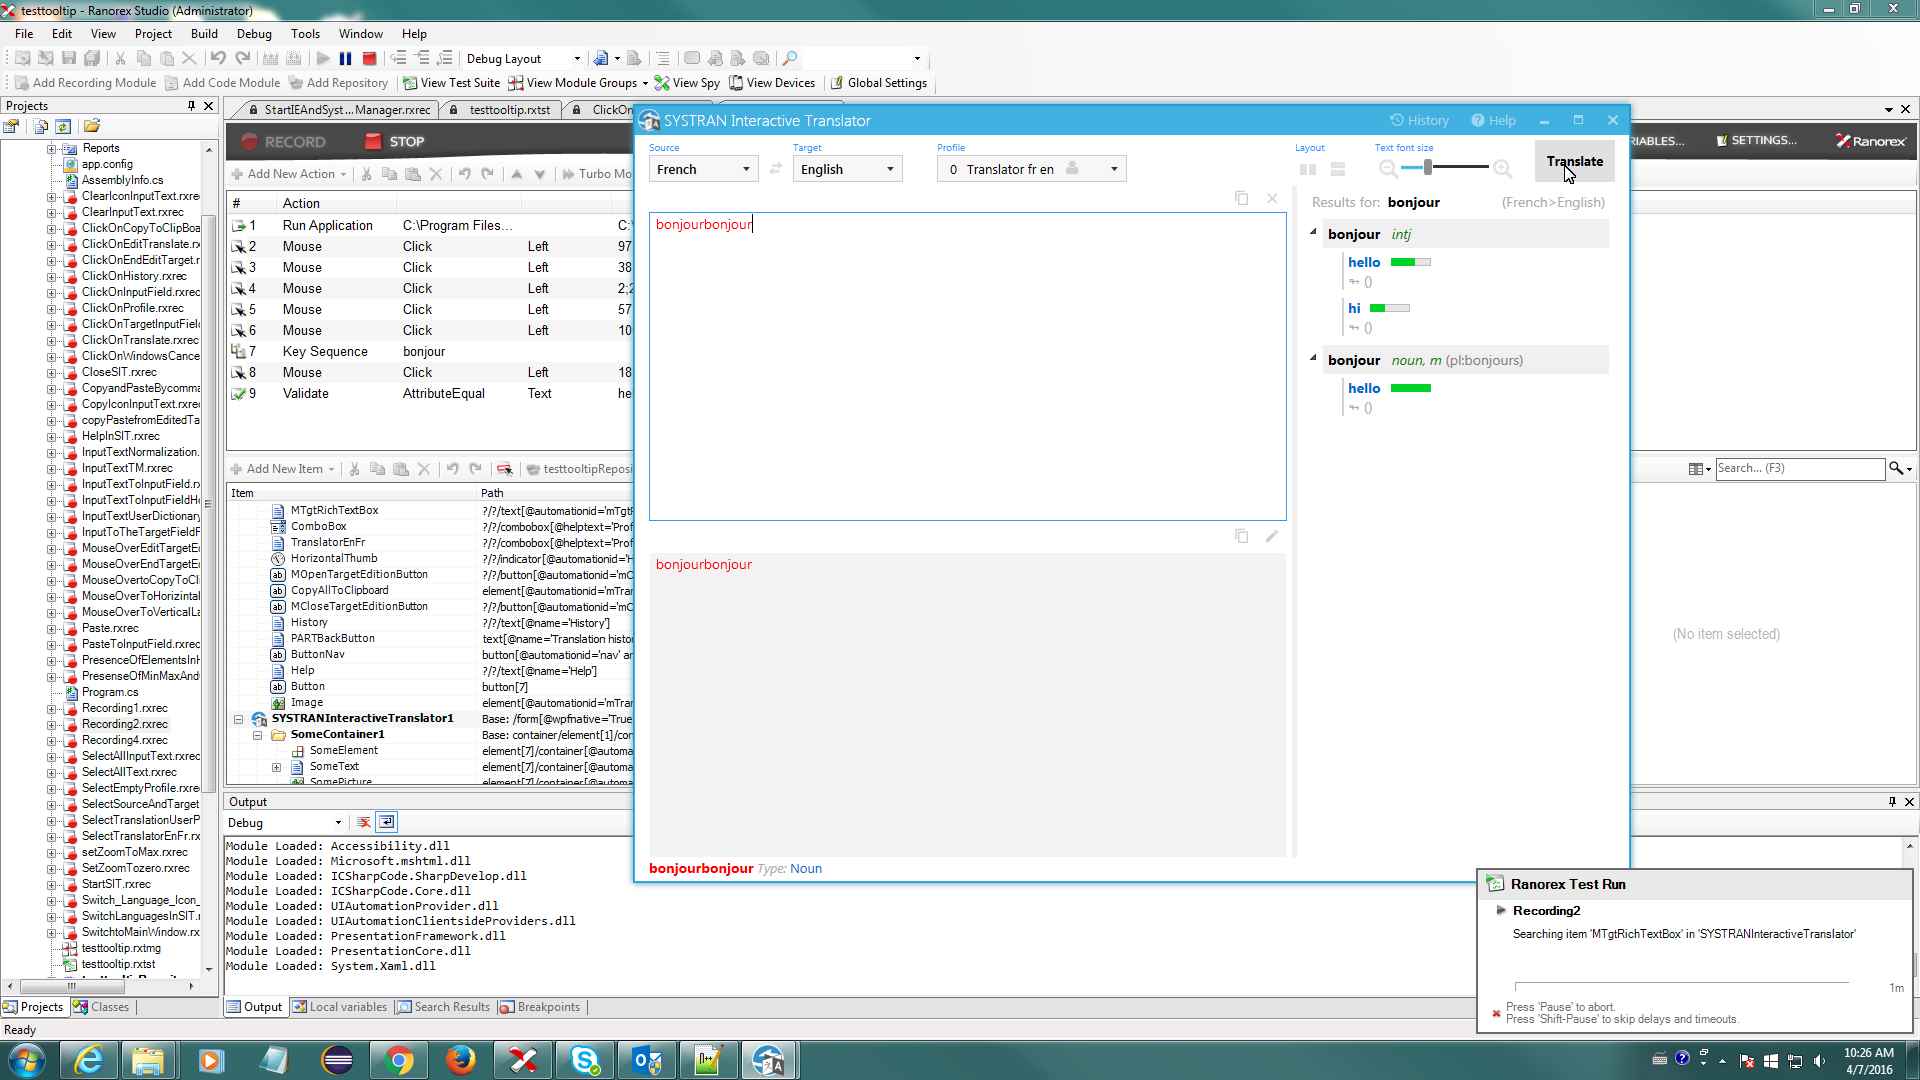 testtooltip - Ranorex Studio (Administrator)
File Edit View Project Build Debug Tools Window Help
Debug Layout
Add Recording Module Add Code Module Add Repository View Test Suite View Module Groups View Spy View Devices Global Settings
Projects
StartIEAndSyst...Manager.rxrec testtooltip.rxtst ClickOn
RECORD STOP
RIABLES... SETTINGS... Ranorex
Add New Action Turbo Mo
# Action
1 Run Application C:\Program Files... C:
2 Mouse Click Left 97
3 Mouse Click Left 38
4 Mouse Click Left 2;2
5 Mouse Click Left 57
6 Mouse Click Left 10
7 Key Sequence bonjour
8 Mouse Click Left 18
9 Validate AttributeEqual Text he
Reports
app.config
AssemblyInfo.cs
ClearIconInputText.rxrec
ClearInputText.rxrec
ClickOnCopyToClipBoa
ClickOnEditTranslate.rx
ClickOnEndEditTarget.r
ClickOnHistory.rxrec
ClickOnInputField.rxrec
ClickOnProfile.rxrec
ClickOnTargetInputField
ClickOnTranslate.rxrec
ClickOnWindowsCance
CloseSIT.rxrec
CopyandPasteBycomma
CopyIconInputText.rxrec
copyPastefromEditedTa
HelpInSIT.rxrec
InputTextNormalization.
InputTextTM.rxrec
InputTextToInputField.rx
InputTextToInputFieldHe
InputTextUserDictionary
InputToTheTargetFieldF
MouseOverEditTargetEl
MouseOverEndTargetE
MouseOvertoCopyToCl
MouseOverToHorizintal
MouseOverToVerticalLa
Paste.rxrec
PasteToInputField.rxrec
PresenceOfElementsInH
PresenseOfMinMaxAnd
Program.cs
Recording1.rxrec
Recording2.rxrec
Recording4.rxrec
SelectAllInputText.rxrec
SelectAllText.rxrec
SelectEmptyProfile.rxrec
SelectSourceAndTarget
SelectTranslationUserP
SelectTranslatorEnFr.rx
setZoomToMax.rxrec
SetZoomTozero.rxrec
StartSIT.rxrec
Switch_Language_Icon_
SwitchLanguagesInSIT.r
SwitchtoMainWindow.rx
testtooltip.rxtmg
testtooltip.rxtst
Projects Classes
Add New Item testtooltipReposi
Search... (F3)
Item Path
MTgtRichTextBox ?/?/text[@automationid='mTgtF
ComboBox ?/?/combobox[@helptext='Prof
TranslatorEnFr ?/?/combobox[@helptext='Prof
HorizontalThumb ?/?/indicator[@automationid='H
MOpenTargetEditionButton ?/?/button[@automationid='mC
CopyAllToClipboard element[@automationid='mTrar
MCloseTargetEditionButton ?/?/button[@automationid='mC
History ?/?/text[@name='History']
PARTBackButton text[@name='Translation histo
ButtonNav button[@automationid='nav' ar
Help ?/?/text[@name='Help']
Button button[7]
Image element[@automationid='mTrar
SYSTRANInteractiveTranslator1 Base: /form[@wpfnative='True
SomeContainer1 Base: container/element[1]/cor
SomeElement element[7]/container[@automa
SomeText element[7]/container[@automa
SomePicture element[7]/container[@automa
(No item selected)
SYSTRAN Interactive Translator History Help
Source Target Profile Layout Text font size
French English 0 Translator fr en Translate
bonjourbonjour
bonjourbonjour
bonjourbonjour Type: Noun
Results for: bonjour (French>English)
bonjour intj
hello
()
hi
()
bonjour noun, m (pl:bonjours)
hello
()
Output
Debug
Module Loaded: Accessibility.dll
Module Loaded: Microsoft.mshtml.dll
Module Loaded: ICSharpCode.SharpDevelop.dll
Module Loaded: ICSharpCode.Core.dll
Module Loaded: UIAutomationProvider.dll
Module Loaded: UIAutomationClientsideProviders.dll
Module Loaded: PresentationFramework.dll
Module Loaded: PresentationCore.dll
Module Loaded: System.Xaml.dll
Output Local variables Search Results Breakpoints
Ranorex Test Run
Recording2
Searching item 'MTgtRichTextBox' in 'SYSTRANInteractiveTranslator'
1m
Press 'Pause' to abort.
Press 'Shift-Pause' to skip delays and timeouts.
Ready
10:26 AM
4/7/2016